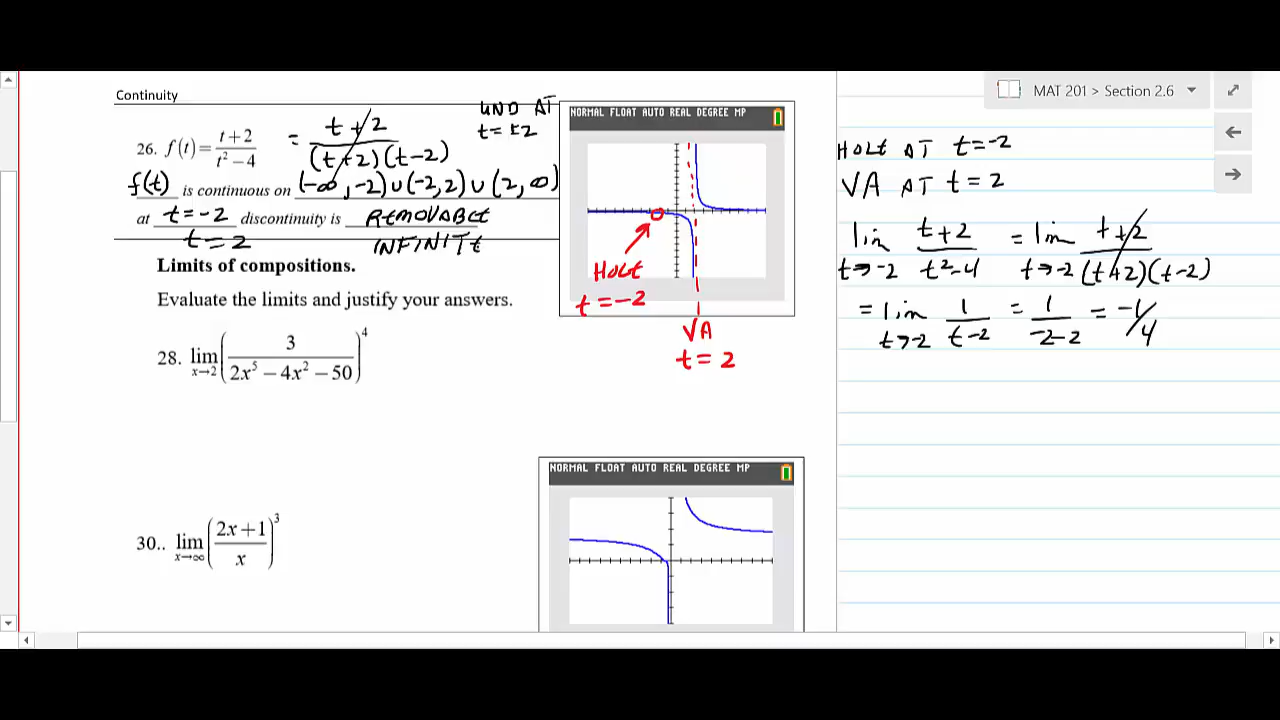 Continuity
26. f(t) = t+2 / t² − 4 = t+2 / (t+2)(t−2) UND AT t = ±2
f(t) is continuous on (−∞, −2) ∪ (−2, 2) ∪ (2, ∞)
at t = −2 discontinuity is REMOVABLE
t = 2 INFINITE
Limits of compositions.
Evaluate the limits and justify your answers.
28. lim x→2 (3 / 2x⁵ − 4x² − 50)⁴
30.. lim x→∞ (2x+1 / x)³
NORMAL FLOAT AUTO REAL DEGREE MP
HOLE
t = −2
VA
t = 2
NORMAL FLOAT AUTO REAL DEGREE MP
MAT 201 > Section 2.6
HOLE AT t = −2
VA AT t = 2
lim t→−2 t+2 / t²−4 = lim t→−2 t+2 / (t+2)(t−2)
= lim t→−2 1 / t−2 = 1 / −2−2 = −1/4